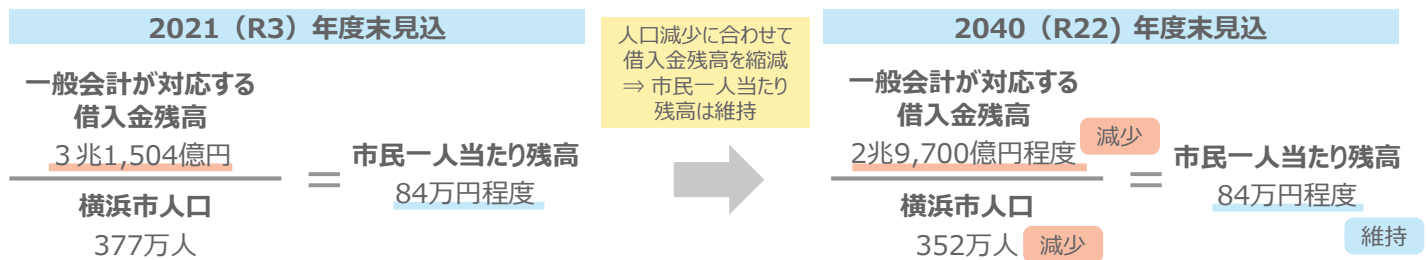 2021（R3）年度末見込
一般会計が対応する
借入金残高
３兆1,504億円
横浜市人口
377万人
＝
市民一人当たり残高
84万円程度
人口減少に合わせて
借入金残高を縮減
⇒ 市民一人当たり
残高は維持
2040（R22) 年度末見込
一般会計が対応する
借入金残高
2兆9,700億円程度 減少
横浜市人口
352万人 減少
＝
市民一人当たり残高
84万円程度
維持